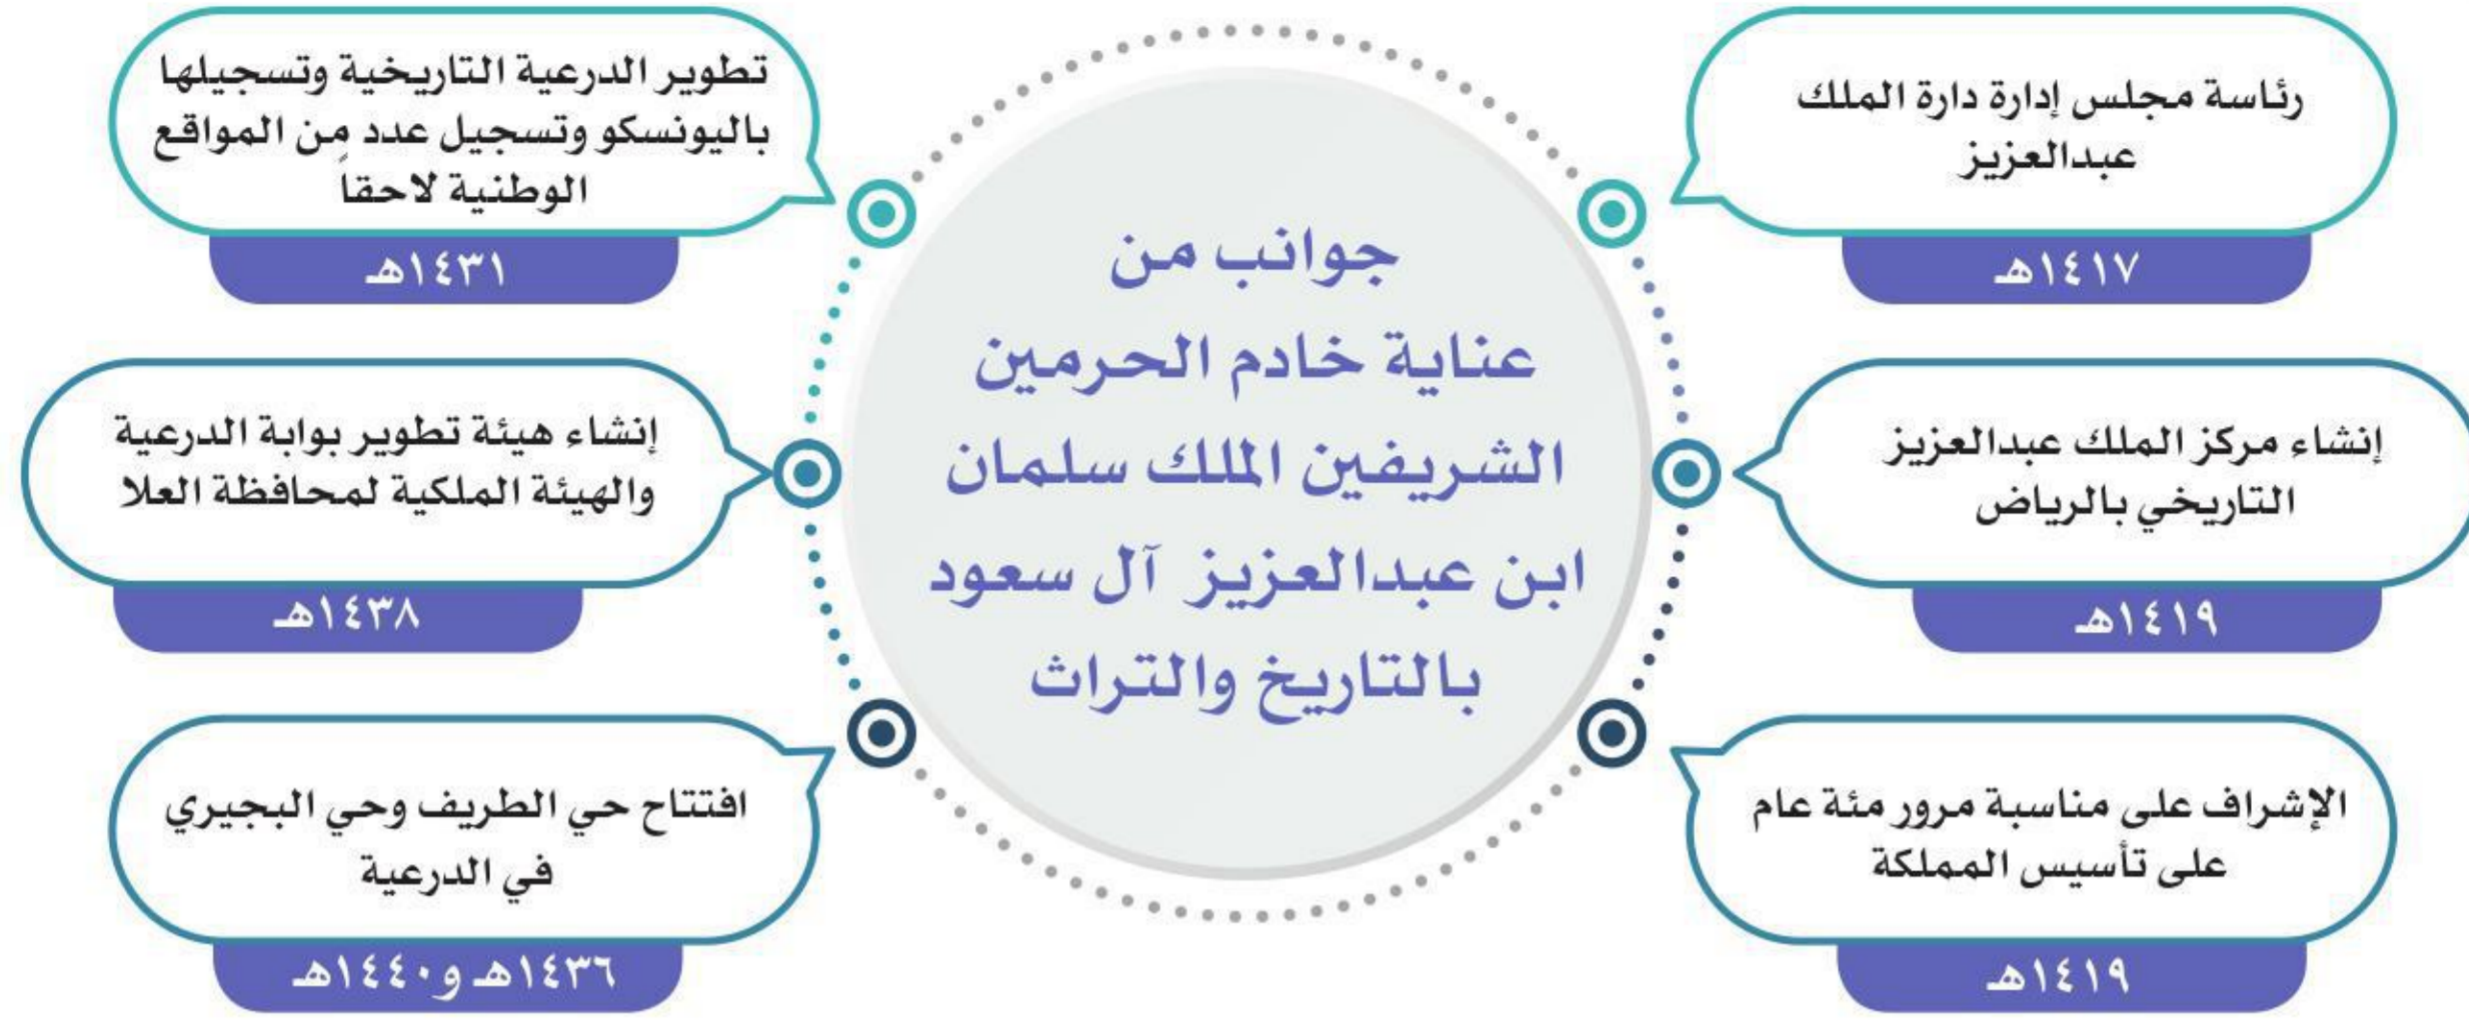 جوانب من
عناية خادم الحرمين
الشريفين الملك سلمان
ابن عبدالعزيز آل سعود
بالتاريخ والتراث
رئاسة مجلس إدارة دارة الملك
عبدالعزيز
١٤١٧هـ
إنشاء مركز الملك عبدالعزيز
التاريخي بالرياض
١٤١٩هـ
الإشراف على مناسبة مرور مئة عام
على تأسيس المملكة
١٤١٩هـ
تطوير الدرعية التاريخية وتسجيلها
باليونسكو وتسجيل عدد من المواقع
الوطنية لاحقاً
١٤٣١هـ
إنشاء هيئة تطوير بوابة الدرعية
والهيئة الملكية لمحافظة العلا
١٤٣٨هـ
افتتاح حي الطريف وحي البجيري
في الدرعية
١٤٣٦هـ و١٤٤٠هـ